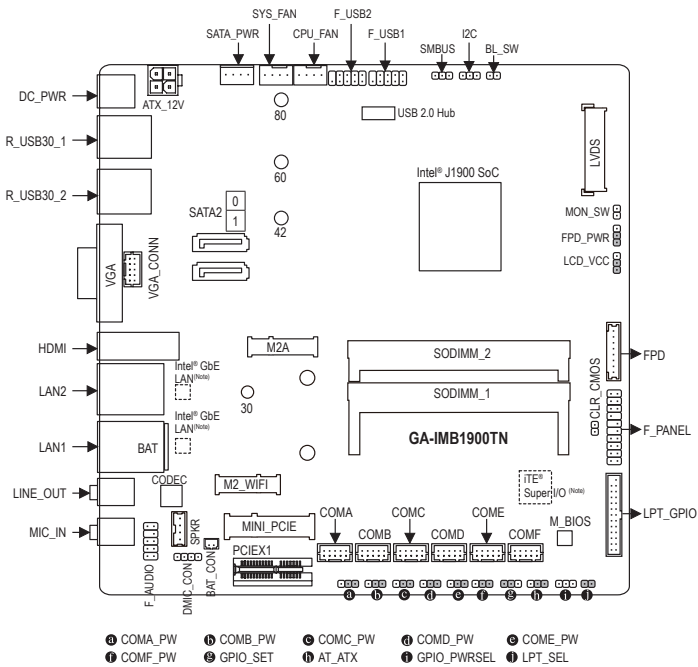 SYS_FAN
F_USB2
SATA_PWR
CPU_FAN
F_USB1
SMBUS
I2C
BL_SW
DC_PWR
ATX_12V
80
USB 2.0 Hub
R_USB30_1
LVDS
60
Intel® J1900 SoC
R_USB30_2
SATA2
0
1
42
MON_SW
FPD_PWR
LCD_VCC
VGA
VGA_CONN
HDMI
M2A
SODIMM_2
FPD
Intel® GbE
LAN(Note)
LAN2
30
SODIMM_1
CLR_CMOS
Intel® GbE
LAN(Note)
LAN1
BAT
GA-IMB1900TN
F_PANEL
CODEC
M2_WIFI
iTE®
Super I/O (Note)
LINE_OUT
MIC_IN
SPKR
MINI_PCIE
COMA
COMB
COMC
COMD
COME
COMF
M_BIOS
LPT_GPIO
F_AUDIO
DMIC_CON
BAT_CON
PCIEX1
a b c d e f g h i j
a COMA_PW b COMB_PW c COMC_PW d COMD_PW e COME_PW
f COMF_PW g GPIO_SET h AT_ATX i GPIO_PWRSEL j LPT_SEL